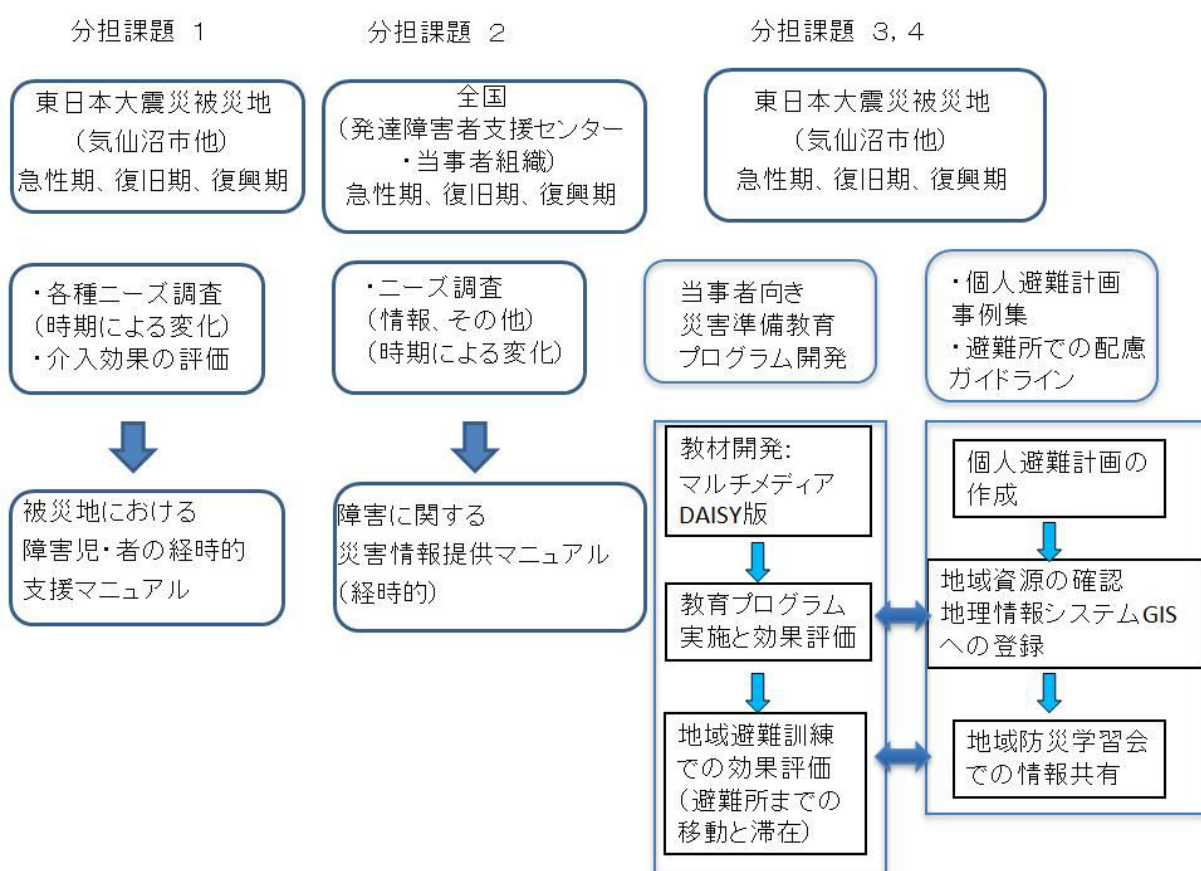 分担課題 1
分担課題 2
分担課題 3,4
東日本大震災被災地
(気仙沼市他)
急性期、復旧期、復興期
全国
(発達障害者支援センター
・当事者組織)
急性期、復旧期、復興期
東日本大震災被災地
(気仙沼市他)
急性期、復旧期、復興期
・各種ニーズ調査
(時期による変化)
・介入効果の評価
・ニーズ調査
(情報、その他)
(時期による変化)
当事者向き
災害準備教育
プログラム開発
・個人避難計画
事例集
・避難所での配慮
ガイドライン
被災地における
障害児・者の経時的
支援マニュアル
障害に関する
災害情報提供マニュアル
(経時的)
教材開発:
マルチメディア
DAISY版
教育プログラム
実施と効果評価
地域避難訓練
での効果評価
(避難所までの
移動と滞在)
個人避難計画の
作成
地域資源の確認
地理情報システムGIS
への登録
地域防災学習会
での情報共有